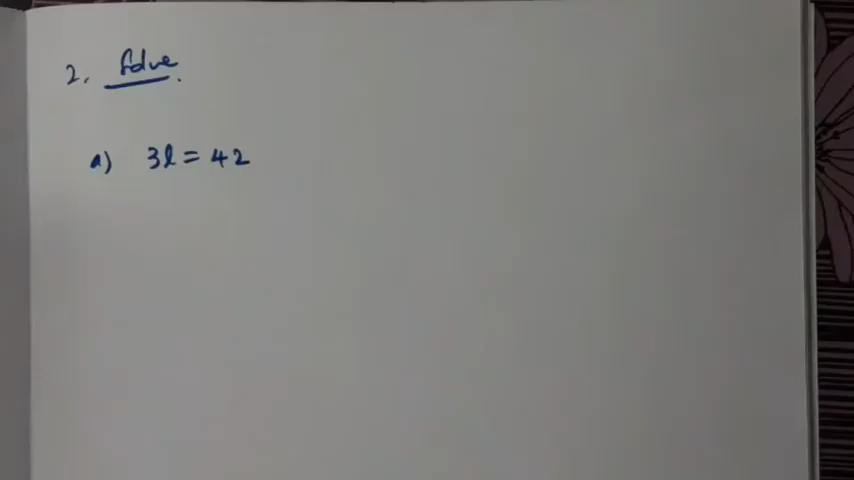 2. Solve.
a) 3l = 42